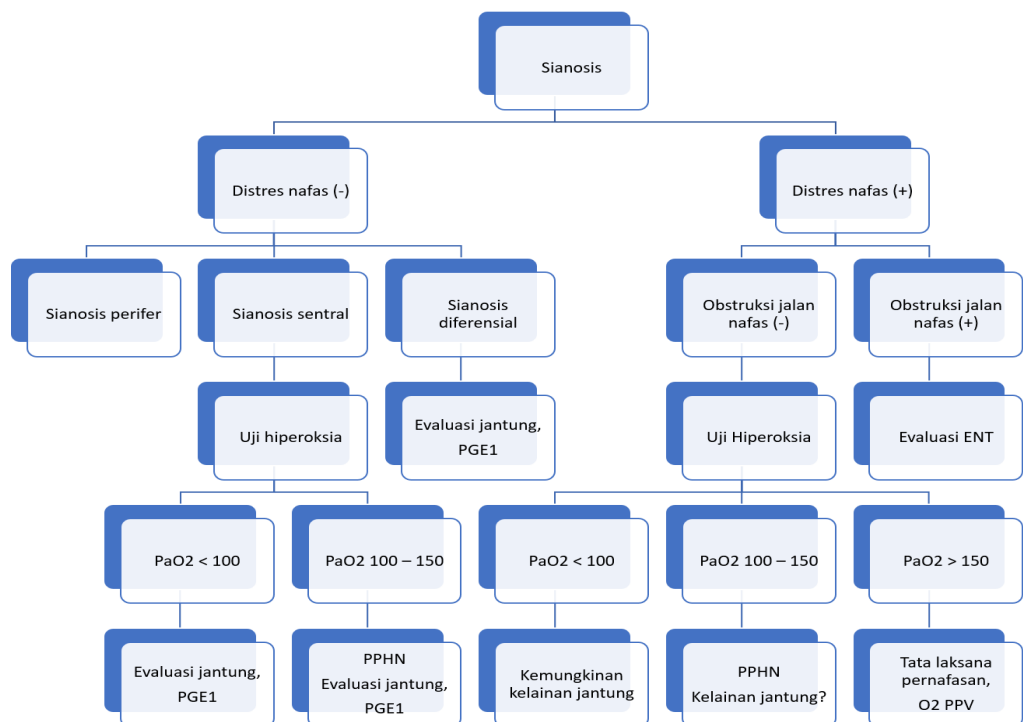 Sianosis
Distres nafas (-)
Distres nafas (+)
Sianosis perifer
Sianosis sentral
Sianosis
diferensial
Obstruksi jalan
nafas (-)
Obstruksi jalan
nafas (+)
Uji hiperoksia
Evaluasi jantung,
PGE1
Uji Hiperoksia
Evaluasi ENT
PaO2 < 100
PaO2 100 – 150
PaO2 < 100
PaO2 100 – 150
PaO2 > 150
Evaluasi jantung,
PGE1
PPHN
Evaluasi jantung,
PGE1
Kemungkinan
kelainan jantung
PPHN
Kelainan jantung?
Tata laksana
pernafasan,
O2 PPV